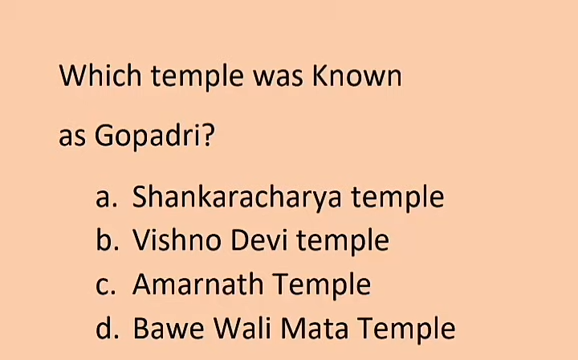 Which temple was Known
as Gopadri?
a. Shankaracharya temple
b. Vishno Devi temple
c. Amarnath Temple
d. Bawe Wali Mata Temple